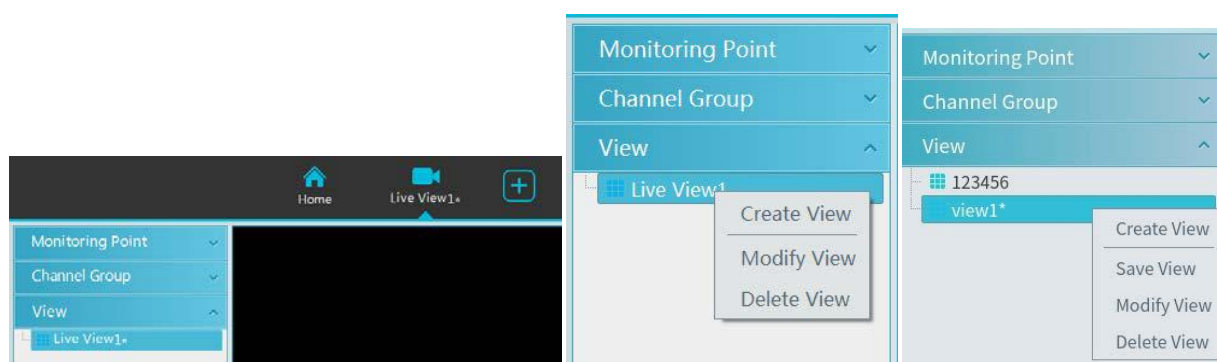 Home
Live View1*
Monitoring Point
Channel Group
View
Live View1*
Monitoring Point
Channel Group
View
Live View1
Create View
Modify View
Delete View
Monitoring Point
Channel Group
View
123456
view1*
Create View
Save View
Modify View
Delete View